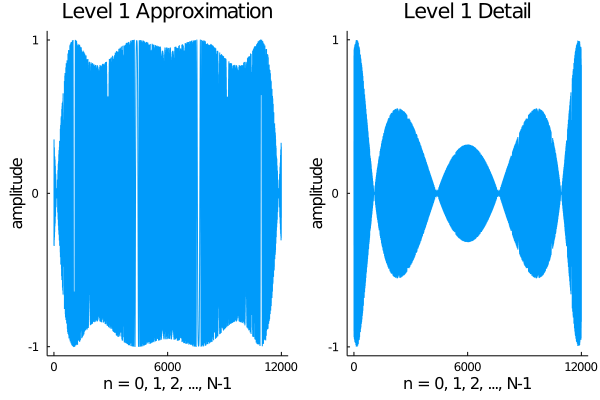 Level 1 Approximation
1
0
-1
amplitude
0
6000
12000
n = 0, 1, 2, ..., N-1
Level 1 Detail
1
0
-1
amplitude
0
6000
12000
n = 0, 1, 2, ..., N-1